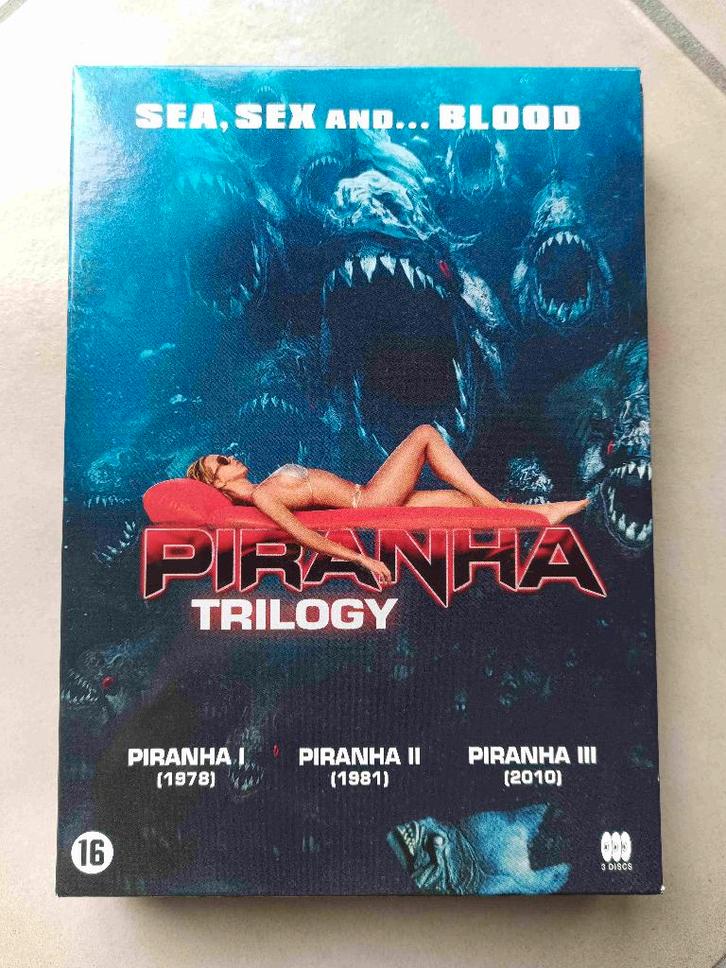 SEA, SEX AND... BLOOD
PIRANHA
TRILOGY
PIRANHA I PIRANHA II PIRANHA III
(1978) (1981) (2010)
16
3 DISCS